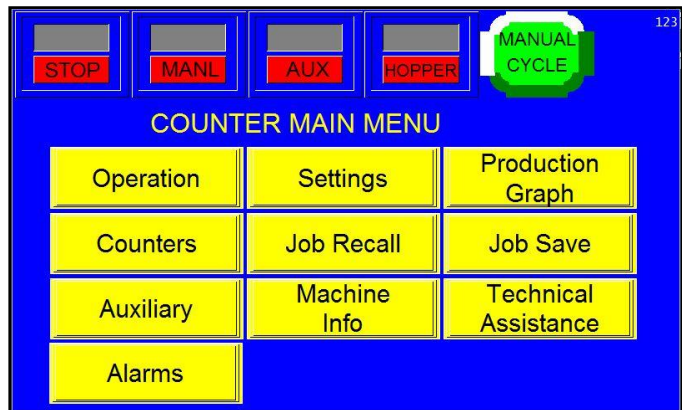 STOP MANL AUX HOPPER MANUAL
CYCLE
123
COUNTER MAIN MENU
Operation Settings Production
Graph
Counters Job Recall Job Save
Auxiliary Machine
Info Technical
Assistance
Alarms